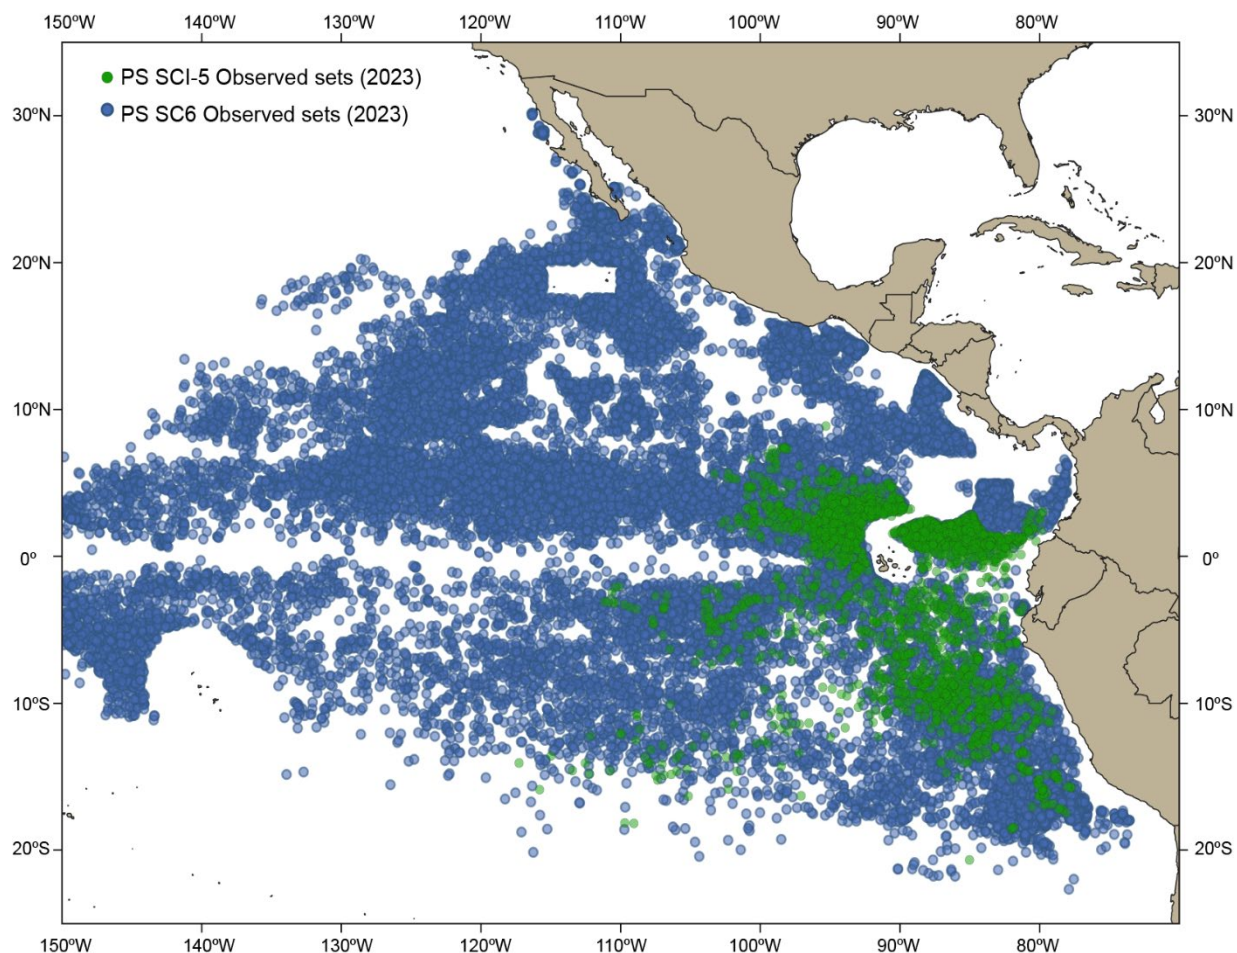 150ºW 140ºW 130ºW 120ºW 110ºW 100ºW 90ºW 80ºW
PS SCI-5 Observed sets (2023)
PS SC6 Observed sets (2023)
30ºN 30ºN
20ºN 20ºN
10ºN 10ºN
0º 0º
10ºS 10ºS
20ºS 20ºS
150ºW 140ºW 130ºW 120ºW 110ºW 100ºW 90ºW 80ºW